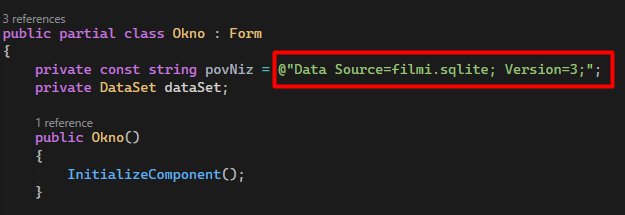 3 references
public partial class Okno : Form
{
private const string povNiz = @"Data Source=filmi.sqlite; Version=3;";
private DataSet dataSet;
1 reference
public Okno()
{
InitializeComponent();
}